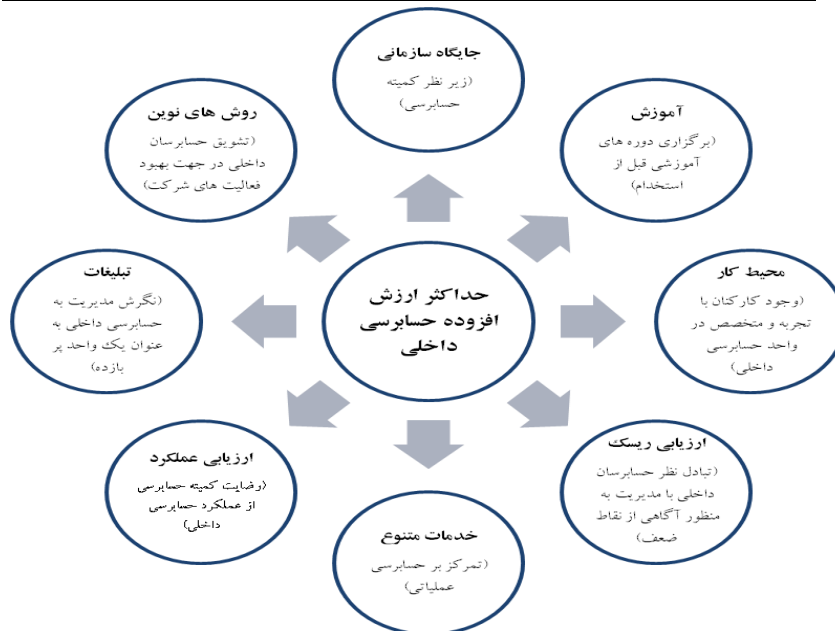 جایگاه سازمانی
(زیر نظر کمیته
حسابرسی)
آموزش
(برگزاری دوره های
آموزشی قبل از
استخدام)
محیط کار
(وجود کارکنان با
تجربه و متخصص در
واحد حسابرسی
داخلی)
ارزیابی ریسک
(تبادل نظر حسابرسان
داخلی با مدیریت به
منظور آگاهی از نقاط
ضعف)
خدمات متنوع
(تمرکز بر حسابرسی
عملیاتی)
ارزیابی عملکرد
(رضایت کمیته حسابرسی
از عملکرد حسابرسی
داخلی)
تبلیغات
(نگرش مدیریت به
حسابرسی داخلی به
عنوان یک واحد پر
بازده)
روش های نوین
(تشویق حسابرسان
داخلی در جهت بهبود
فعالیت های شرکت)
حداکثر ارزش
افزوده حسابرسی
داخلی